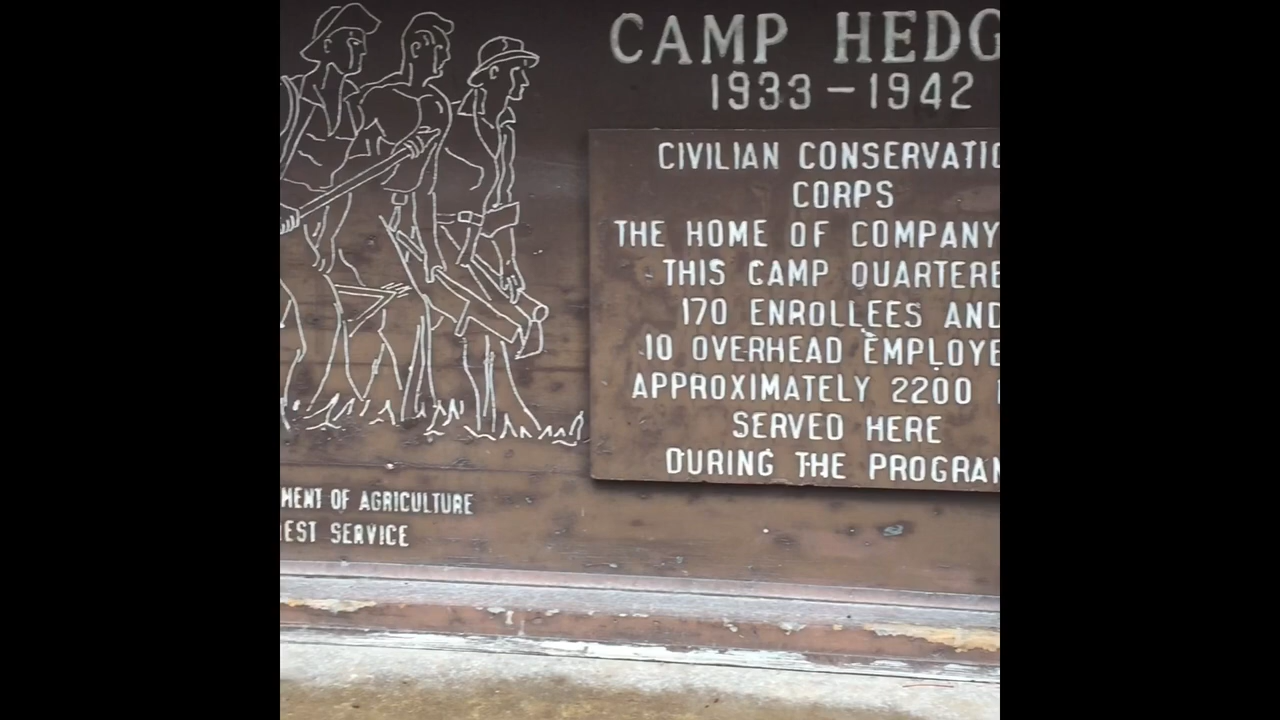 CAMP HEDG
1933-1942
CIVILIAN CONSERVATIO
CORPS
THE HOME OF COMPANY
THIS CAMP QUARTERE
170 ENROLLEES AND
10 OVERHEAD EMPLOYE
APPROXIMATELY 2200
SERVED HERE
DURING THE PROGRAM
MENT OF AGRICULTURE
EST SERVICE